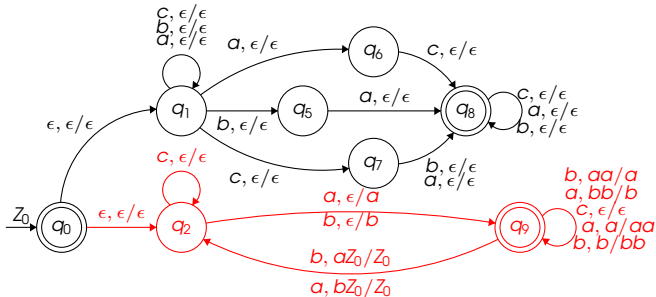 c, ϵ/ϵ
b, ϵ/ϵ
a, ϵ/ϵ
q1
a, ϵ/ϵ
q6
c, ϵ/ϵ
b, ϵ/ϵ
q5
a, ϵ/ϵ
q8
c, ϵ/ϵ
a, ϵ/ϵ
b, ϵ/ϵ
c, ϵ/ϵ
q7
b, ϵ/ϵ
a, ϵ/ϵ
ϵ, ϵ/ϵ
Z0
q0
ϵ, ϵ/ϵ
c, ϵ/ϵ
q2
a, ϵ/a
b, ϵ/b
q9
b, aa/a
a, bb/b
c, ϵ/ϵ
a, a/aa
b, b/bb
b, aZ0/Z0
a, bZ0/Z0